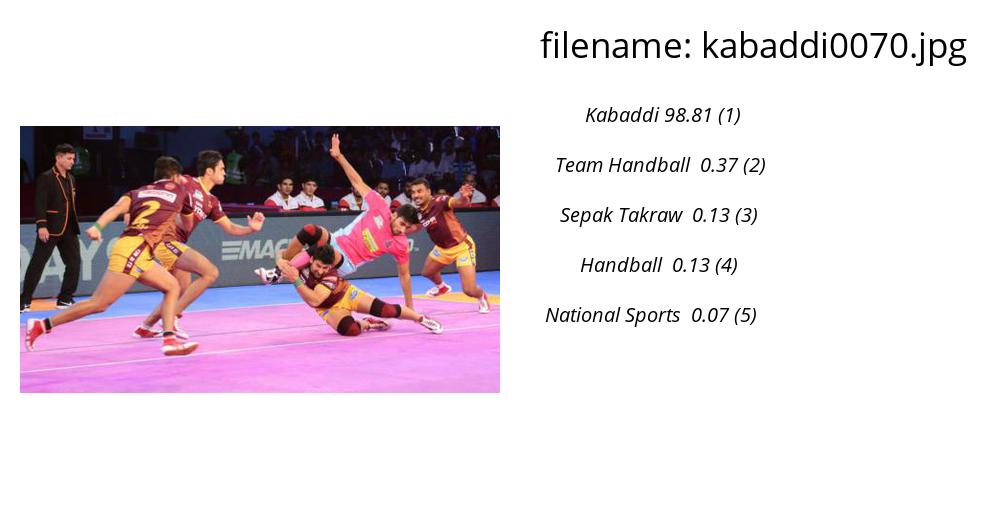 filename: kabaddi0070.jpg
Kabaddi 98.81 (1)
Team Handball 0.37 (2)
Sepak Takraw 0.13 (3)
Handball 0.13 (4)
National Sports 0.07 (5)
2